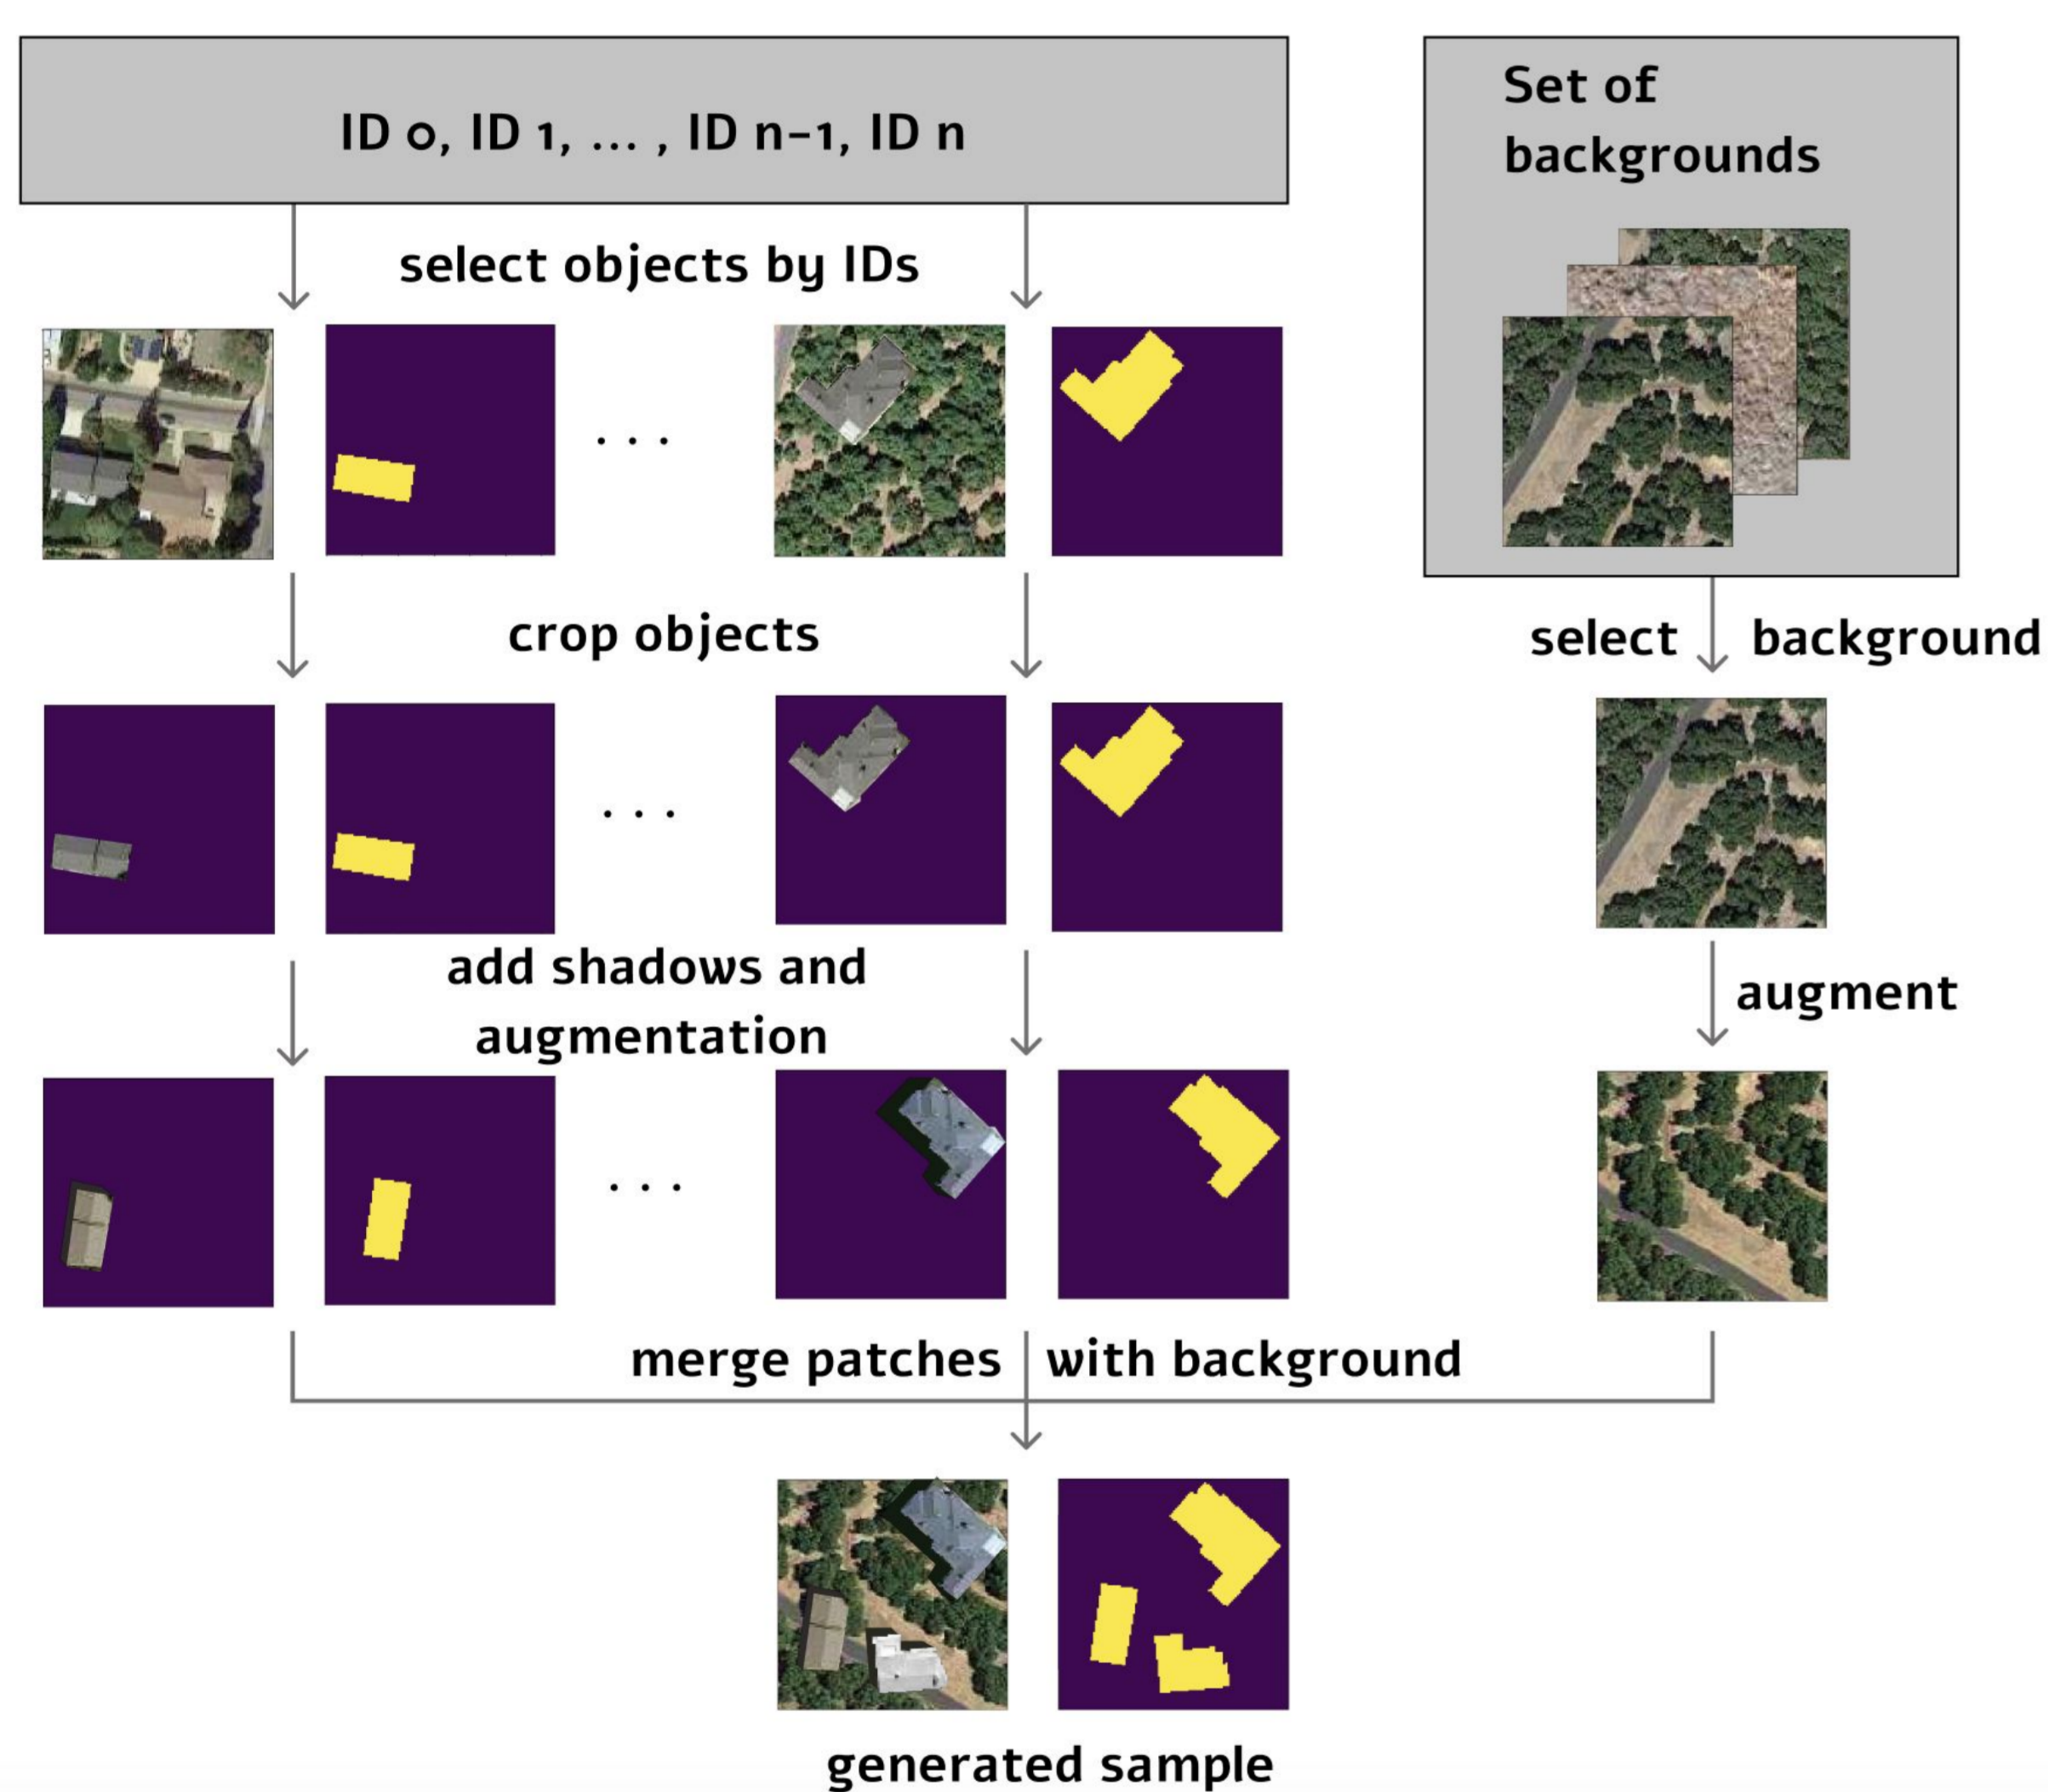 ID 0, ID 1, ... , ID n-1, ID n
Set of
backgrounds
select objects by IDs
. . .
crop objects
select background
. . .
add shadows and
augmentation
augment
. . .
merge patches with background
generated sample